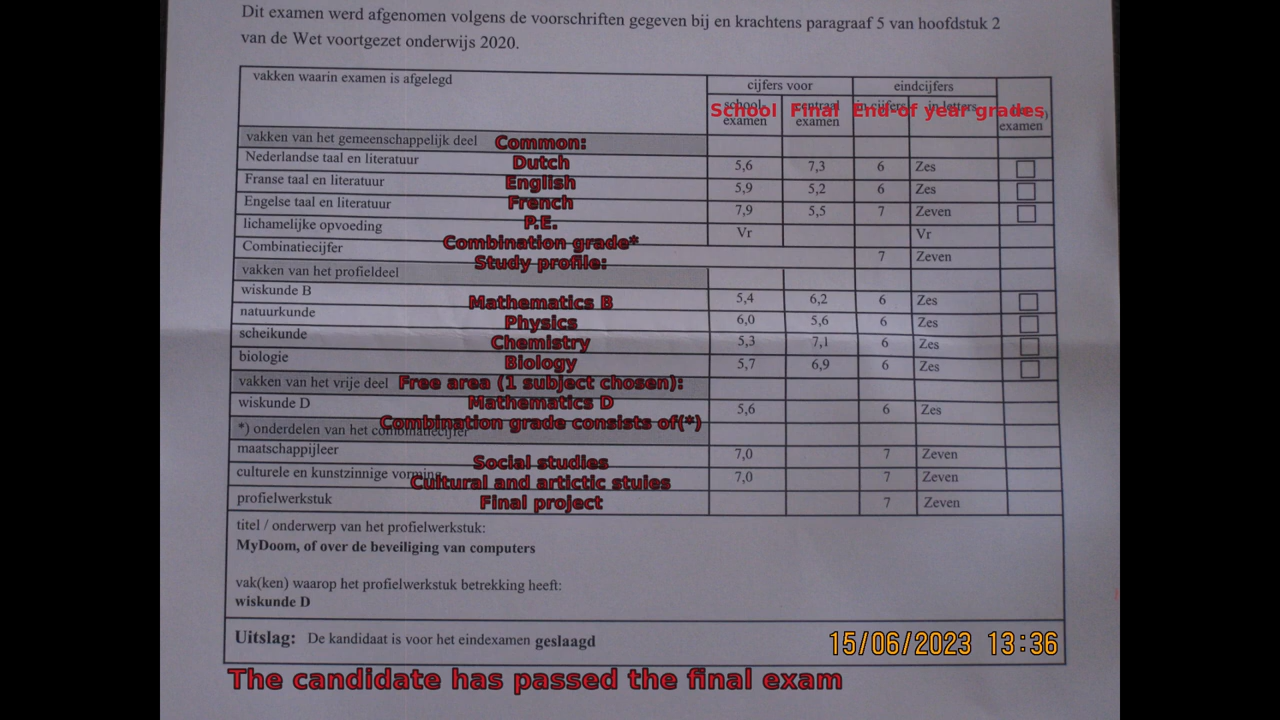 Dit examen werd afgenomen volgens de voorschriften gegeven bij en krachtens paragraaf 5 van hoofdstuk 2
van de Wet voortgezet onderwijs 2020.
vakken waarin examen is afgelegd cijfers voor eindcijfers
school examen centraal examen in cijfers in letters examen
School Final End-of year grades
vakken van het gemeenschappelijk deel Common:
Nederlandse taal en literatuur Dutch 5,6 7,3 6 Zes
Franse taal en literatuur English 5,9 5,2 6 Zes
Engelse taal en literatuur French 7,9 5,5 7 Zeven
lichamelijke opvoeding P.E. Vr Vr
Combinatiecijfer Combination grade* 7 Zeven
vakken van het profieldeel Study profile:
wiskunde B Mathematics B 5,4 6,2 6 Zes
natuurkunde Physics 6,0 5,6 6 Zes
scheikunde Chemistry 5,3 7,1 6 Zes
biologie Biology 5,7 6,9 6 Zes
vakken van het vrije deel Free area (1 subject chosen):
wiskunde D Mathematics D 5,6 6 Zes
*) onderdelen van het combinatiecijfer Combination grade consists of(*)
maatschappijleer Social studies 7,0 7 Zeven
culturele en kunstzinnige vorming Cultural and artictic stuies 7,0 7 Zeven
profielwerkstuk Final project 7 Zeven
titel / onderwerp van het profielwerkstuk:
MyDoom, of over de beveiliging van computers
vak(ken) waarop het profielwerkstuk betrekking heeft:
wiskunde D
Uitslag: De kandidaat is voor het eindexamen geslaagd
15/06/2023 13:36
The candidate has passed the final exam